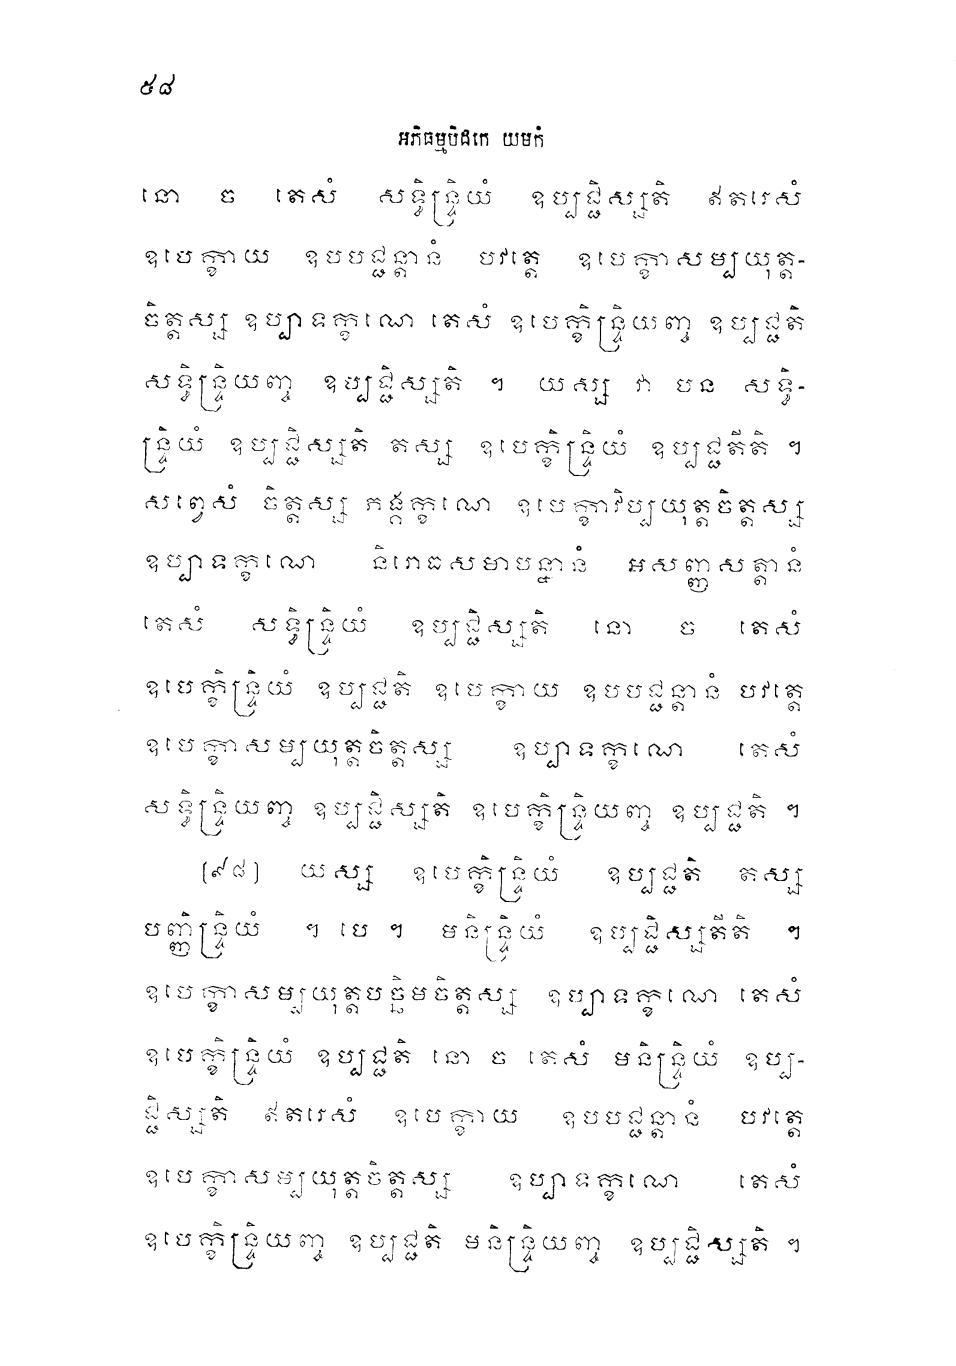 ៥៨
អភិធម្មបិដកេ យមកំ
នោ ច តេសំ សទ្ធិន្ទ្រិយំ ឧប្បជ្ជិស្សតិ ឥតរេសំ
ឧបេក្ខាយ ឧបបជ្ជន្តានំ បវត្តេ ឧបេក្ខាសម្បយុត្ត-
ចិត្តស្ស ឧប្បាទក្ខណេ តេសំ ឧបេក្ខិន្ទ្រិយញ្ច ឧប្បជ្ជតិ
សទ្ធិន្ទ្រិយញ្ច ឧប្បជ្ជិស្សតិ ។ យស្ស វា បន សទ្ធិ-
ន្ទ្រិយំ ឧប្បជ្ជិស្សតិ តស្ស ឧបេក្ខិន្ទ្រិយំ ឧប្បជ្ជតីតិ ។
សព្វេសំ ចិត្តស្ស ភង្គក្ខណេ ឧបេក្ខាវិប្បយុត្តចិត្តស្ស
ឧប្បាទក្ខណេ និរោធសមាបន្នានំ អសញ្ញសត្តានំ
តេសំ សទ្ធិន្ទ្រិយំ ឧប្បជ្ជិស្សតិ នោ ច តេសំ
ឧបេក្ខិន្ទ្រិយំ ឧប្បជ្ជតិ ឧបេក្ខាយ ឧបបជ្ជន្តានំ បវត្តេ
ឧបេក្ខាសម្បយុត្តចិត្តស្ស ឧប្បាទក្ខណេ តេសំ
សទ្ធិន្ទ្រិយញ្ច ឧប្បជ្ជិស្សតិ ឧបេក្ខិន្ទ្រិយញ្ច ឧប្បជ្ជតិ ។
[៩៨] យស្ស ឧបេក្ខិន្ទ្រិយំ ឧប្បជ្ជតិ តស្ស
បញ្ញិន្ទ្រិយំ ។ បេ ។ មនិន្ទ្រិយំ ឧប្បជ្ជិស្សតីតិ ។
ឧបេក្ខាសម្បយុត្តបច្ឆិមចិត្តស្ស ឧប្បាទក្ខណេ តេសំ
ឧបេក្ខិន្ទ្រិយំ ឧប្បជ្ជតិ នោ ច តេសំ មនិន្ទ្រិយំ ឧប្ប-
ជ្ជិស្សតិ ឥតរេសំ ឧបេក្ខាយ ឧបបជ្ជន្តានំ បវត្តេ
ឧបេក្ខាសម្បយុត្តចិត្តស្ស ឧប្បាទក្ខណេ តេសំ
ឧបេក្ខិន្ទ្រិយញ្ច ឧប្បជ្ជតិ មនិន្ទ្រិយញ្ច ឧប្បជ្ជិស្សតិ ។